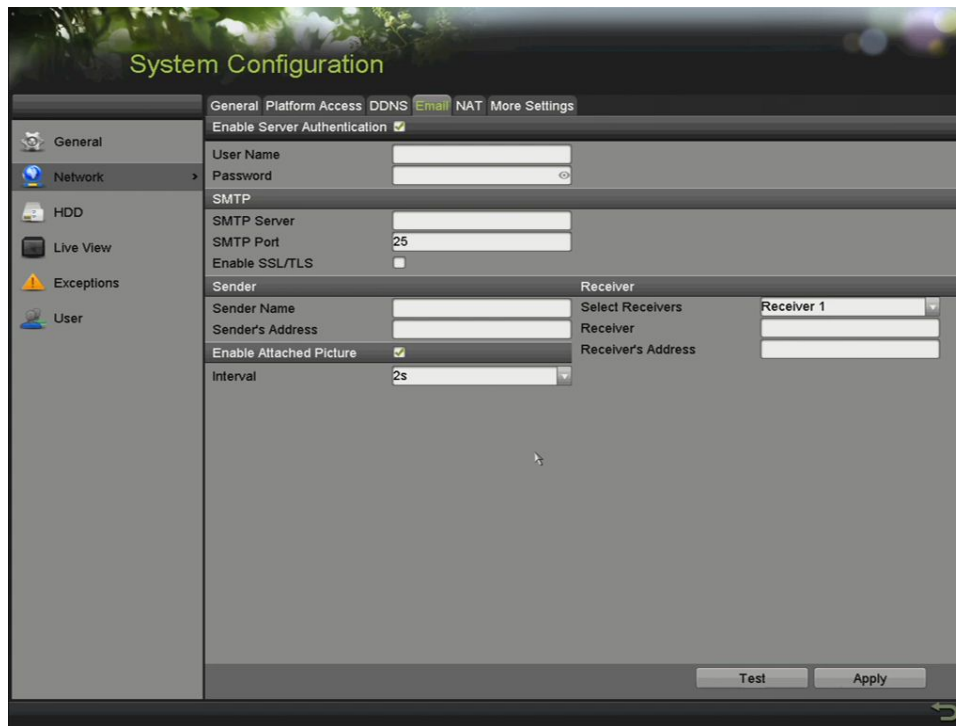 System Configuration
General Platform Access DDNS Email NAT More Settings
General
Network
HDD
Live View
Exceptions
User
Enable Server Authentication
User Name
Password
SMTP
SMTP Server
SMTP Port 25
Enable SSL/TLS
Sender
Sender Name
Sender's Address
Enable Attached Picture
Interval 2s
Receiver
Select Receivers Receiver 1
Receiver
Receiver's Address
Test Apply